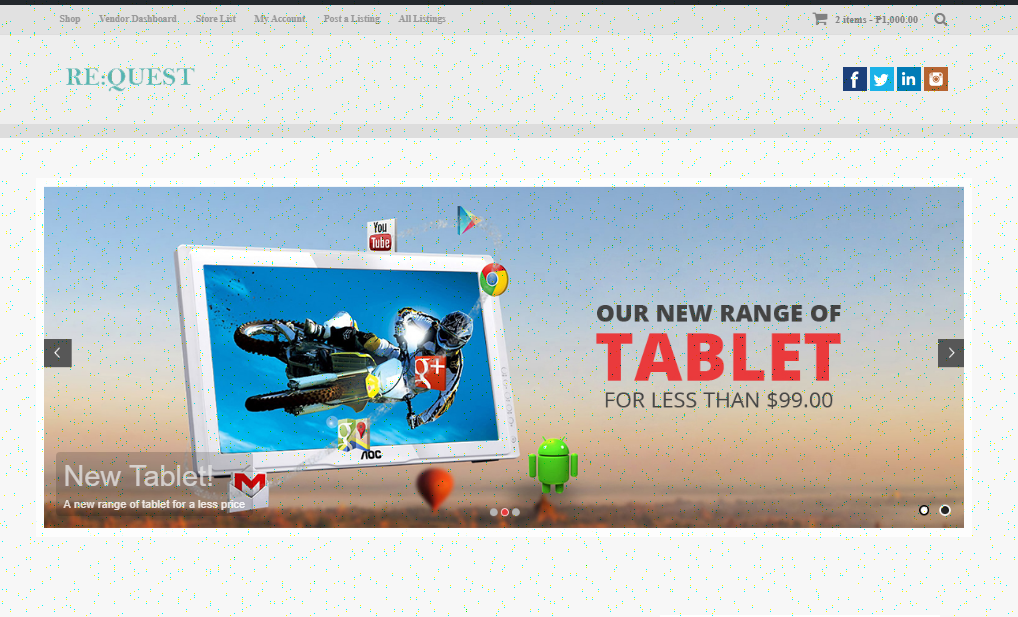 Shop Vendor Dashboard Store List My Account Post a Listing All Listings 2 items - ₱1,000.00
RE:QUEST
f in
You
Tube
OUR NEW RANGE OF
TABLET
FOR LESS THAN $99.00
g+
g
AOC
New Tablet!
M
A new range of tablet for a less price